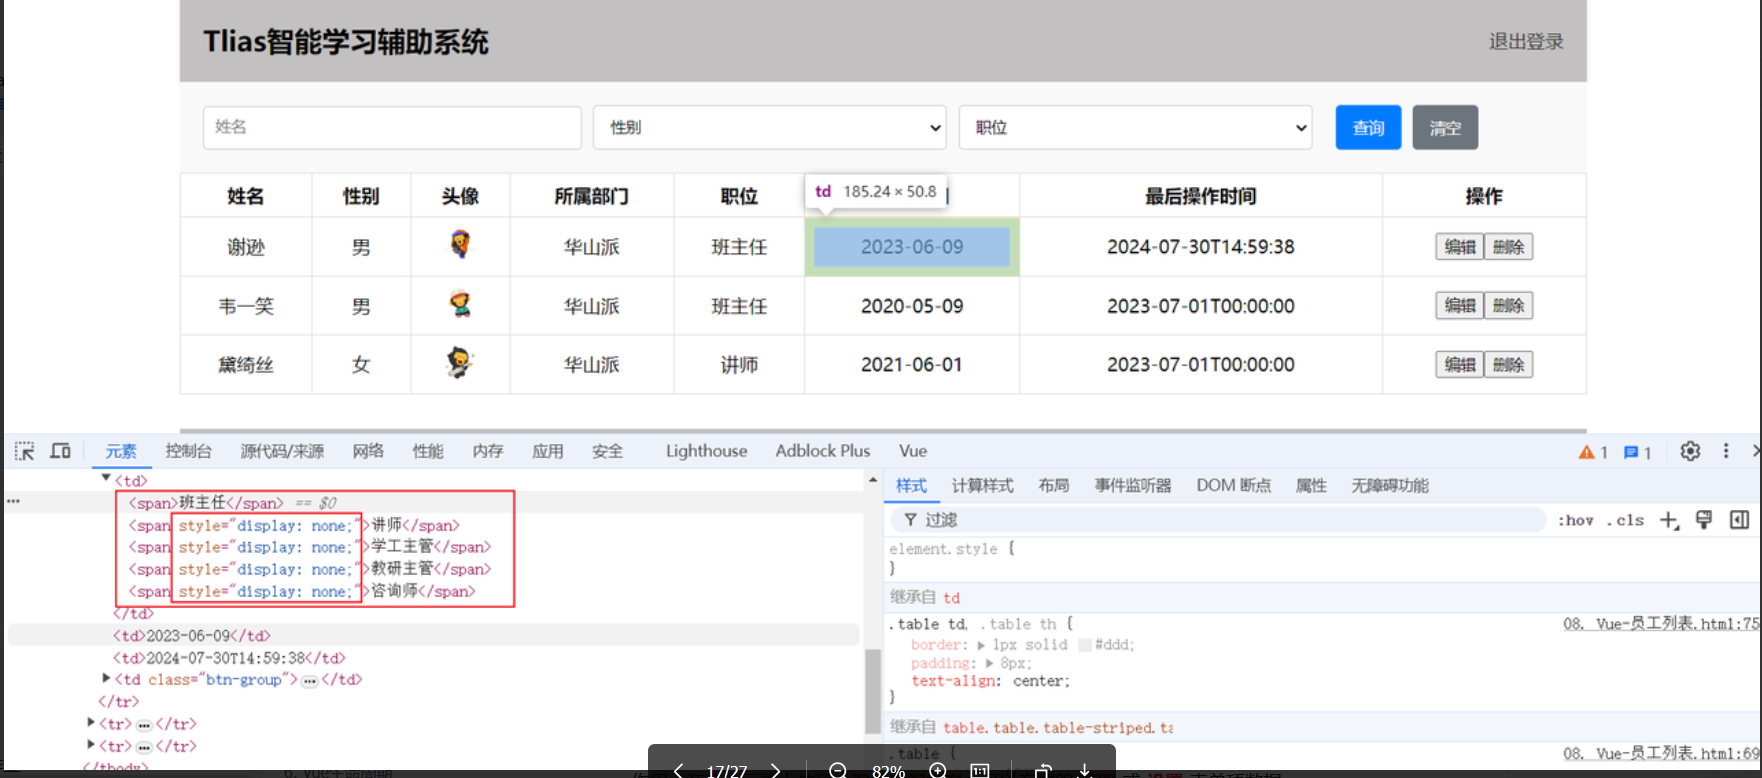 Tlias智能学习辅助系统
退出登录
姓名 性别 职位 查询 清空
姓名 性别 头像 所属部门 职位 最后操作时间 操作
td 185.24 × 50.8
谢逊 男 华山派 班主任 2023-06-09 2024-07-30T14:59:38 编辑 删除
韦一笑 男 华山派 班主任 2020-05-09 2023-07-01T00:00:00 编辑 删除
黛绮丝 女 华山派 讲师 2021-06-01 2023-07-01T00:00:00 编辑 删除
元素 控制台 源代码/来源 网络 性能 内存 应用 安全 Lighthouse Adblock Plus Vue 1 1
<td>
<span>班主任</span> == $0
<span style="display: none;">讲师</span>
<span style="display: none;">学工主管</span>
<span style="display: none;">教研主管</span>
<span style="display: none;">咨询师</span>
</td>
<td>2023-06-09</td>
<td>2024-07-30T14:59:38</td>
<td class="btn-group">…</td>
</tr>
<tr>…</tr>
<tr>…</tr>
</tbody>
样式 计算样式 布局 事件监听器 DOM 断点 属性 无障碍功能
过滤 :hov .cls
element.style {
}
继承自 td
.table td, .table th { 08. Vue-员工列表.html:75
border: 1px solid #ddd;
padding: 8px;
text-align: center;
}
继承自 table.table.table-striped.ta
.table { 08. Vue-员工列表.html:69
17/27 82% 1:1